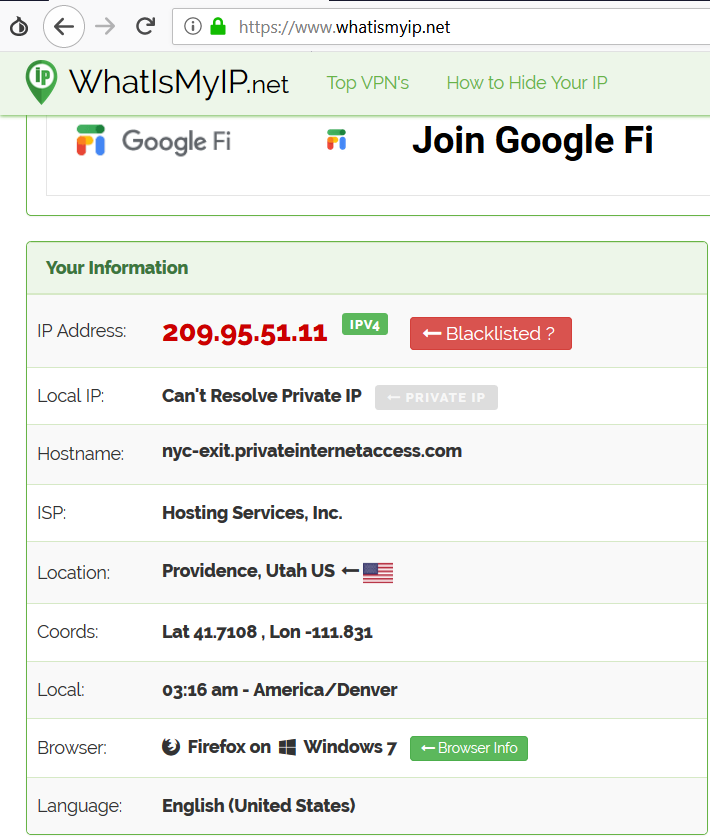 https://www.whatismyip.net
ip WhatIsMyIP.net Top VPN's How to Hide Your IP
Google Fi Join Google Fi
Your Information
IP Address: 209.95.51.11 IPV4 ← Blacklisted ?
Local IP: Can't Resolve Private IP ← PRIVATE IP
Hostname: nyc-exit.privateinternetaccess.com
ISP: Hosting Services, Inc.
Location: Providence, Utah US ←
Coords: Lat 41.7108 , Lon -111.831
Local: 03:16 am - America/Denver
Browser: Firefox on Windows 7 ← Browser Info
Language: English (United States)